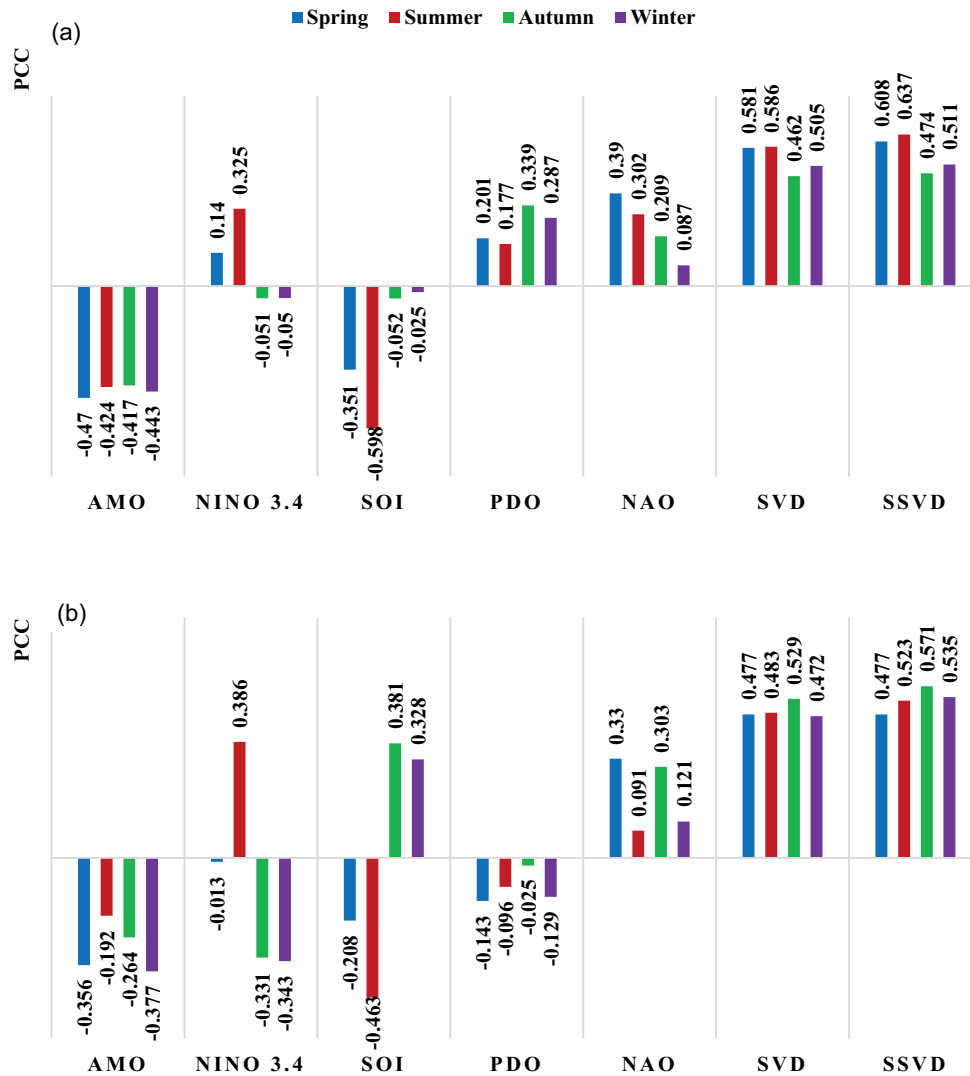 Spring Summer Autumn Winter
(a)
PCC
-0.47 -0.424 -0.417 -0.443
0.14 0.325 -0.051 -0.05
-0.351 -0.598 -0.052 -0.025
0.201 0.177 0.339 0.287
0.39 0.302 0.209 0.087
0.581 0.586 0.462 0.505
0.608 0.637 0.474 0.511
AMO NINO 3.4 SOI PDO NAO SVD SSVD
(b)
PCC
-0.356 -0.192 -0.264 -0.377
-0.013 0.386 -0.331 -0.343
-0.208 -0.463 0.381 0.328
-0.143 -0.096 -0.025 -0.129
0.33 0.091 0.303 0.121
0.477 0.483 0.529 0.472
0.477 0.523 0.571 0.535
AMO NINO 3.4 SOI PDO NAO SVD SSVD